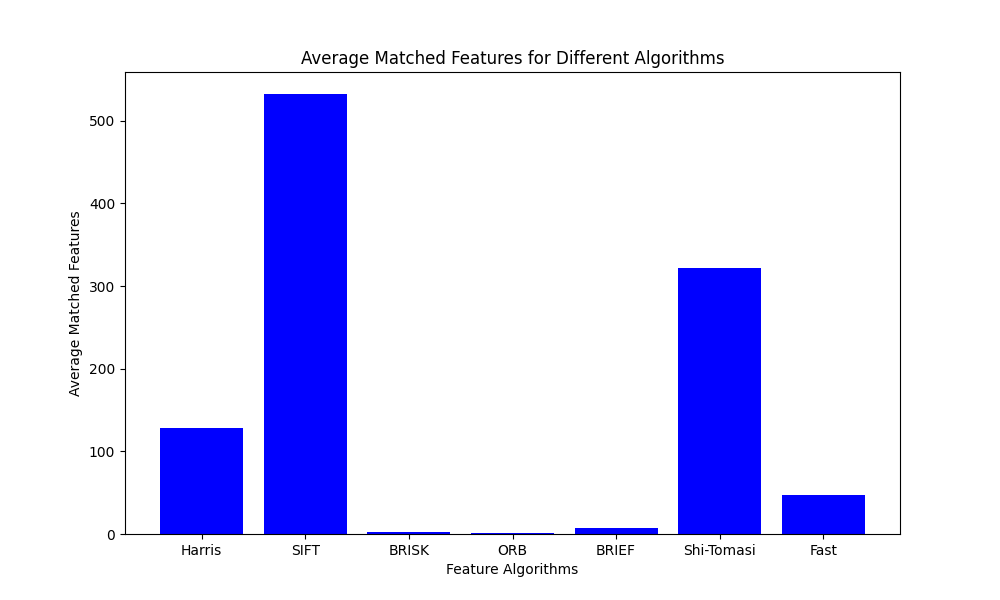 Average Matched Features for Different Algorithms
Average Matched Features
500
400
300
200
100
0
Harris SIFT BRISK ORB BRIEF Shi-Tomasi Fast
Feature Algorithms